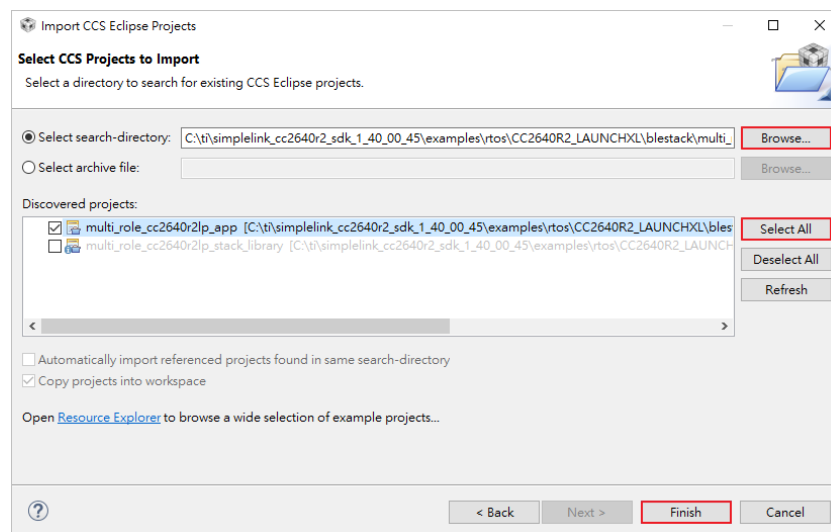 Import CCS Eclipse Projects
Select CCS Projects to Import
Select a directory to search for existing CCS Eclipse projects.
Select search-directory: C:\ti\simplelink_cc2640r2_sdk_1_40_00_45\examples\rtos\CC2640R2_LAUNCHXL\blestack\multi_ Browse...
Select archive file: Browse...
Discovered projects:
multi_role_cc2640r2lp_app [C:\ti\simplelink_cc2640r2_sdk_1_40_00_45\examples\rtos\CC2640R2_LAUNCHXL\bles Select All
multi_role_cc2640r2lp_stack_library [C:\ti\simplelink_cc2640r2_sdk_1_40_00_45\examples\rtos\CC2640R2_LAUNCH
Deselect All
Refresh
Automatically import referenced projects found in same search-directory
Copy projects into workspace
Open Resource Explorer to browse a wide selection of example projects...
? < Back Next > Finish Cancel